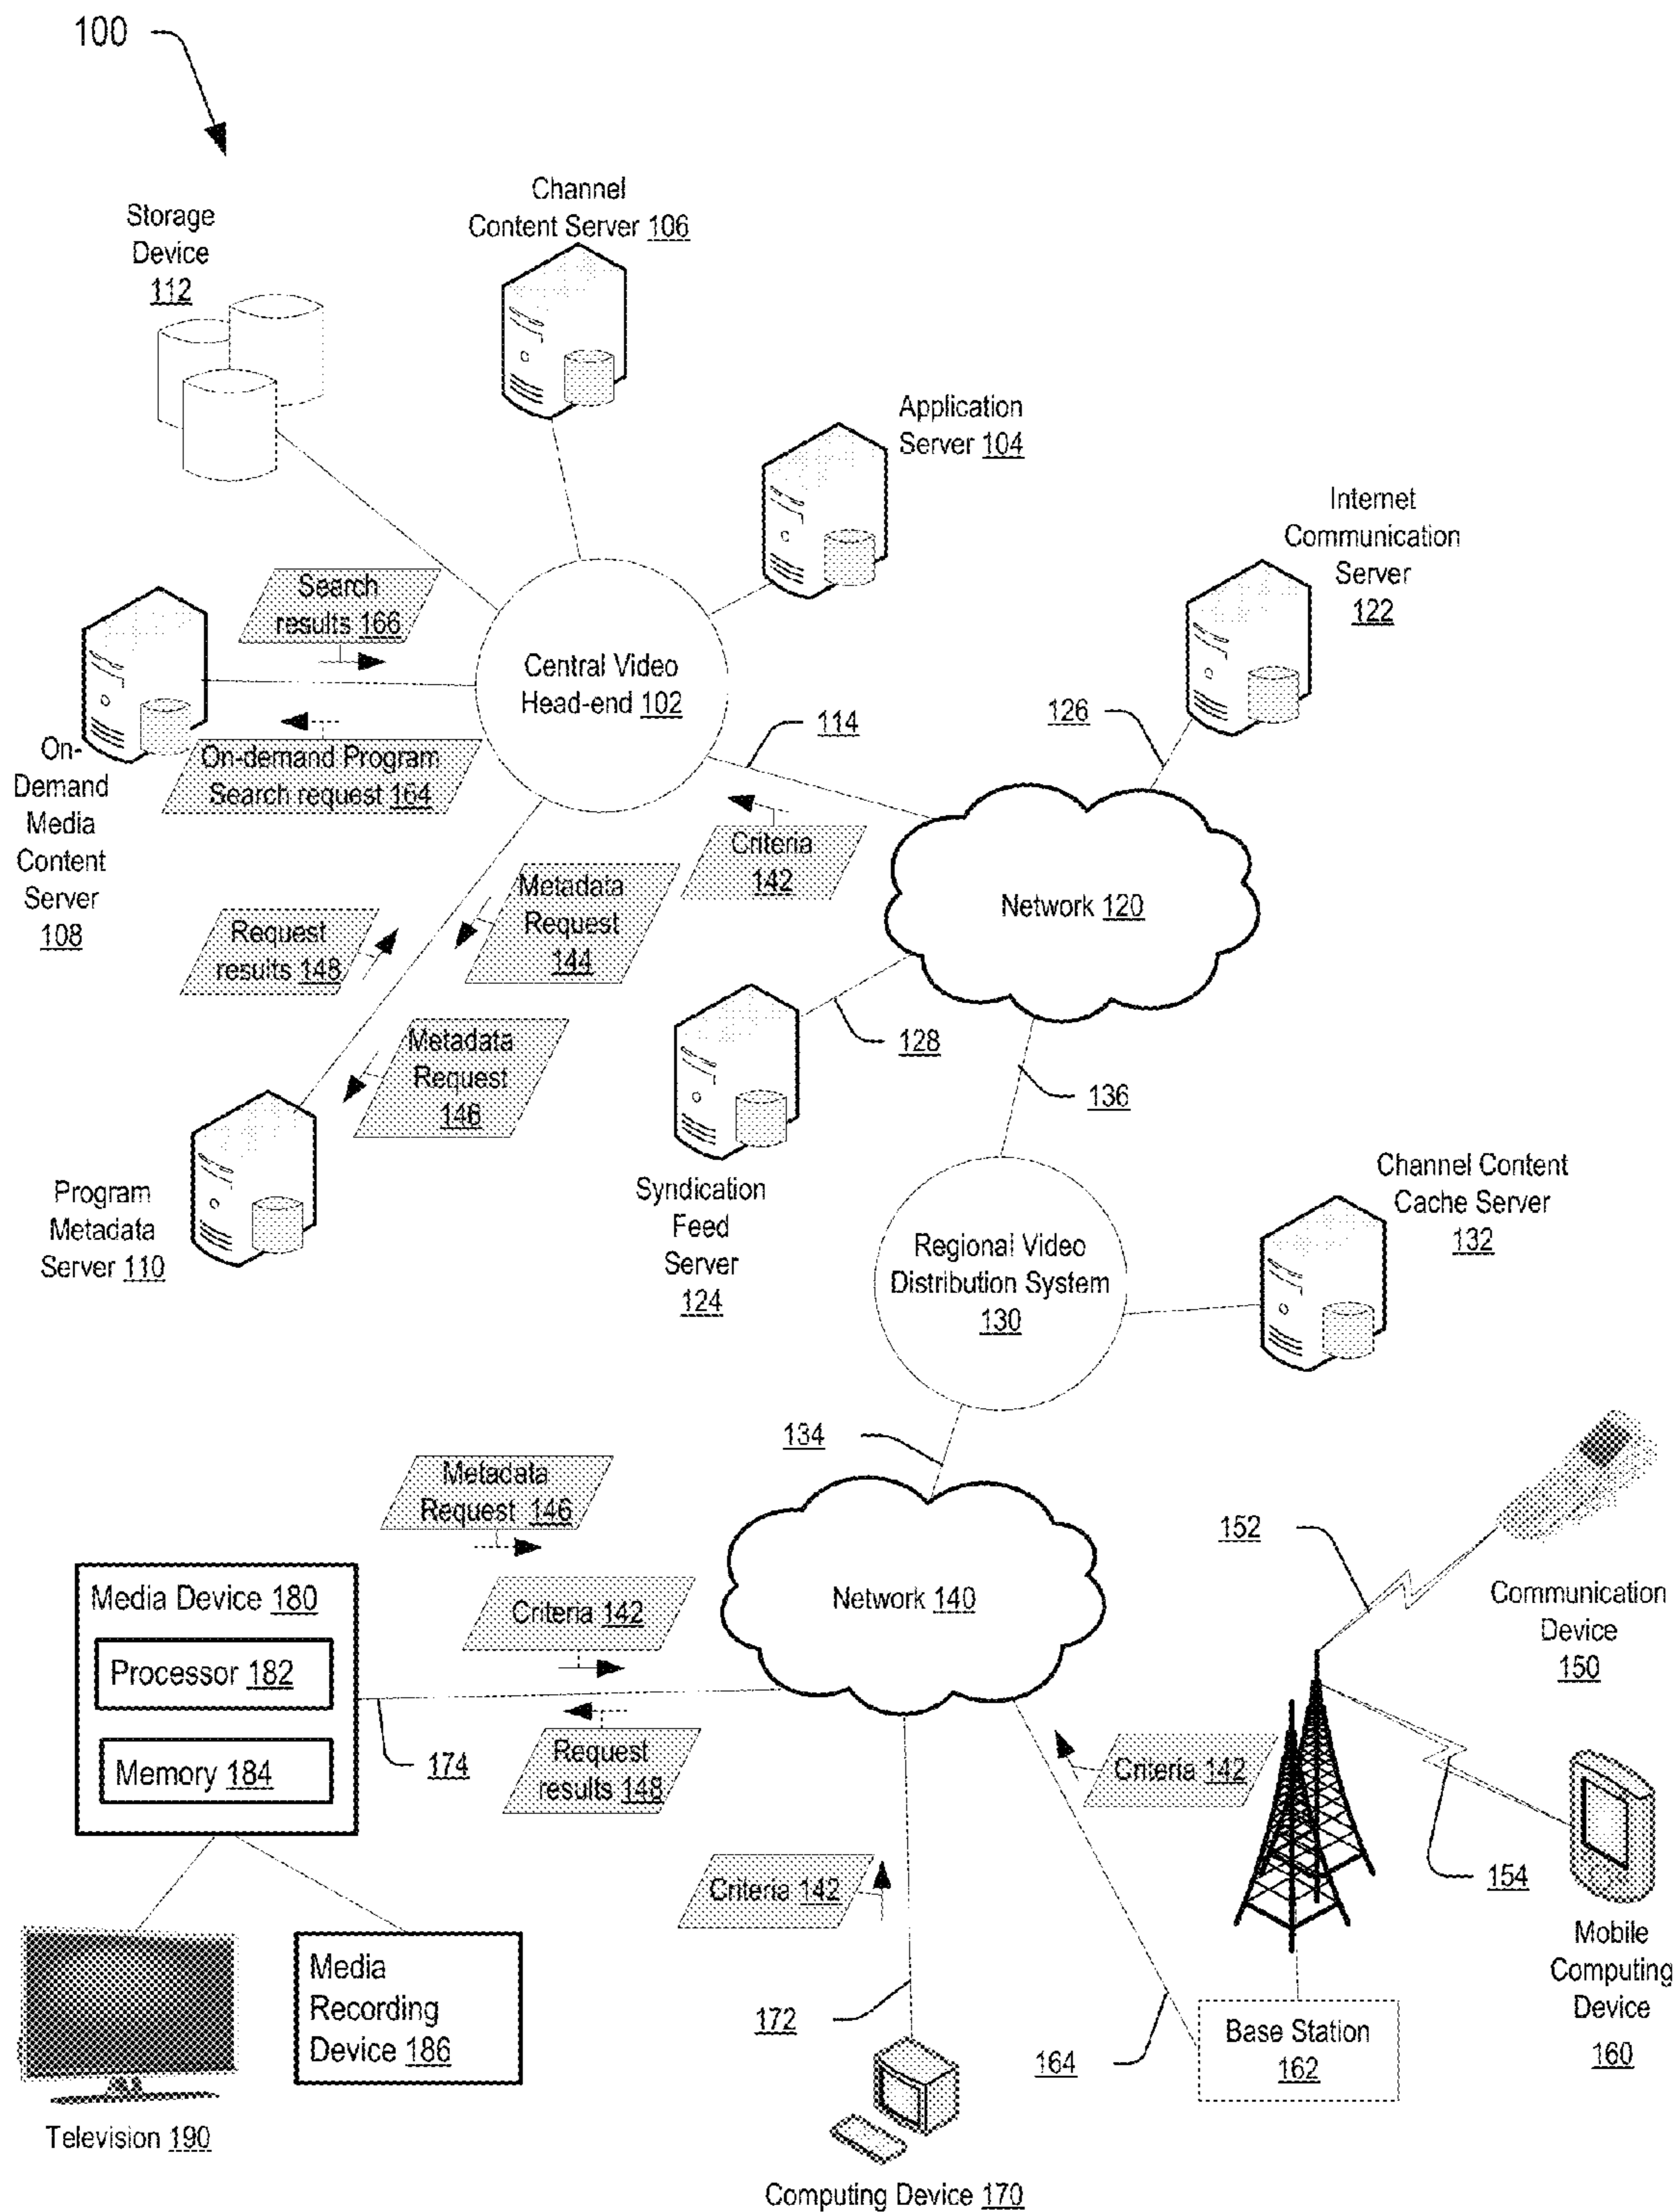 100
Storage
Device
112
Channel
Content Server 106
Application
Server 104
Internet
Communication
Server
122
Search
results 166
Central Video
Head-end 102
114
126
On-
Demand
Media
Content
Server
108
On-demand Program
Search request 164
Criteria
142
Metadata
Request
144
Network 120
Request
results 148
128
Metadata
Request
146
136
Program
Metadata
Server 110
Syndication
Feed
Server
124
Regional Video
Distribution System
130
Channel Content
Cache Server
132
134
Metadata
Request 146
152
Media Device 180
Processor 182
Memory 184
Criteria 142
Network 140
Communication
Device
150
174
Request
results 148
Criteria 142
154
Criteria 142
Mobile
Computing
Device
160
Media
Recording
Device 186
172
164
Base Station
162
Television 190
Computing Device 170